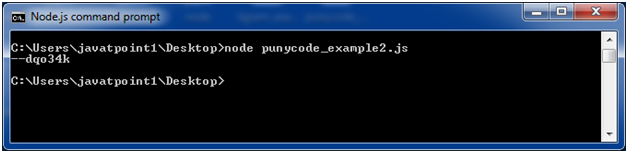 Node.js command prompt
C:\Users\javatpoint1\Desktop>node punycode_example2.js
--dqo34k
C:\Users\javatpoint1\Desktop>